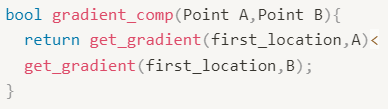 bool gradient_comp(Point A,Point B){
return get_gradient(first_location,A)<
get_gradient(first_location,B);
}